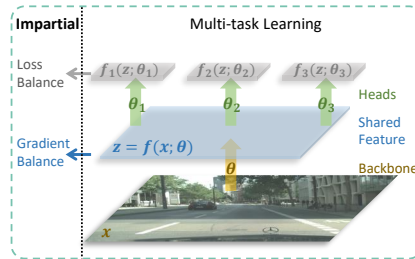 Impartial
Multi-task Learning
Loss
Balance
f₁(z;θ₁)
f₂(z;θ₂)
f₃(z;θ₃)
θ₁
θ₂
θ₃
Heads
Gradient
Balance
z = f(x;θ)
Shared
Feature
θ
Backbone
x